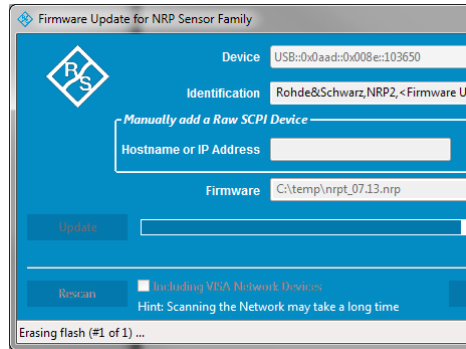 Firmware Update for NRP Sensor Family
R S
Device USB::0x0aad::0x008e::103650
Identification Rohde&Schwarz,NRP2,<Firmware U
Manually add a Raw SCPI Device
Hostname or IP Address
Firmware C:\temp\nrpt_07.13.nrp
Update
Rescan Including VISA Network Devices
Hint: Scanning the Network may take a long time
Erasing flash (#1 of 1) ...